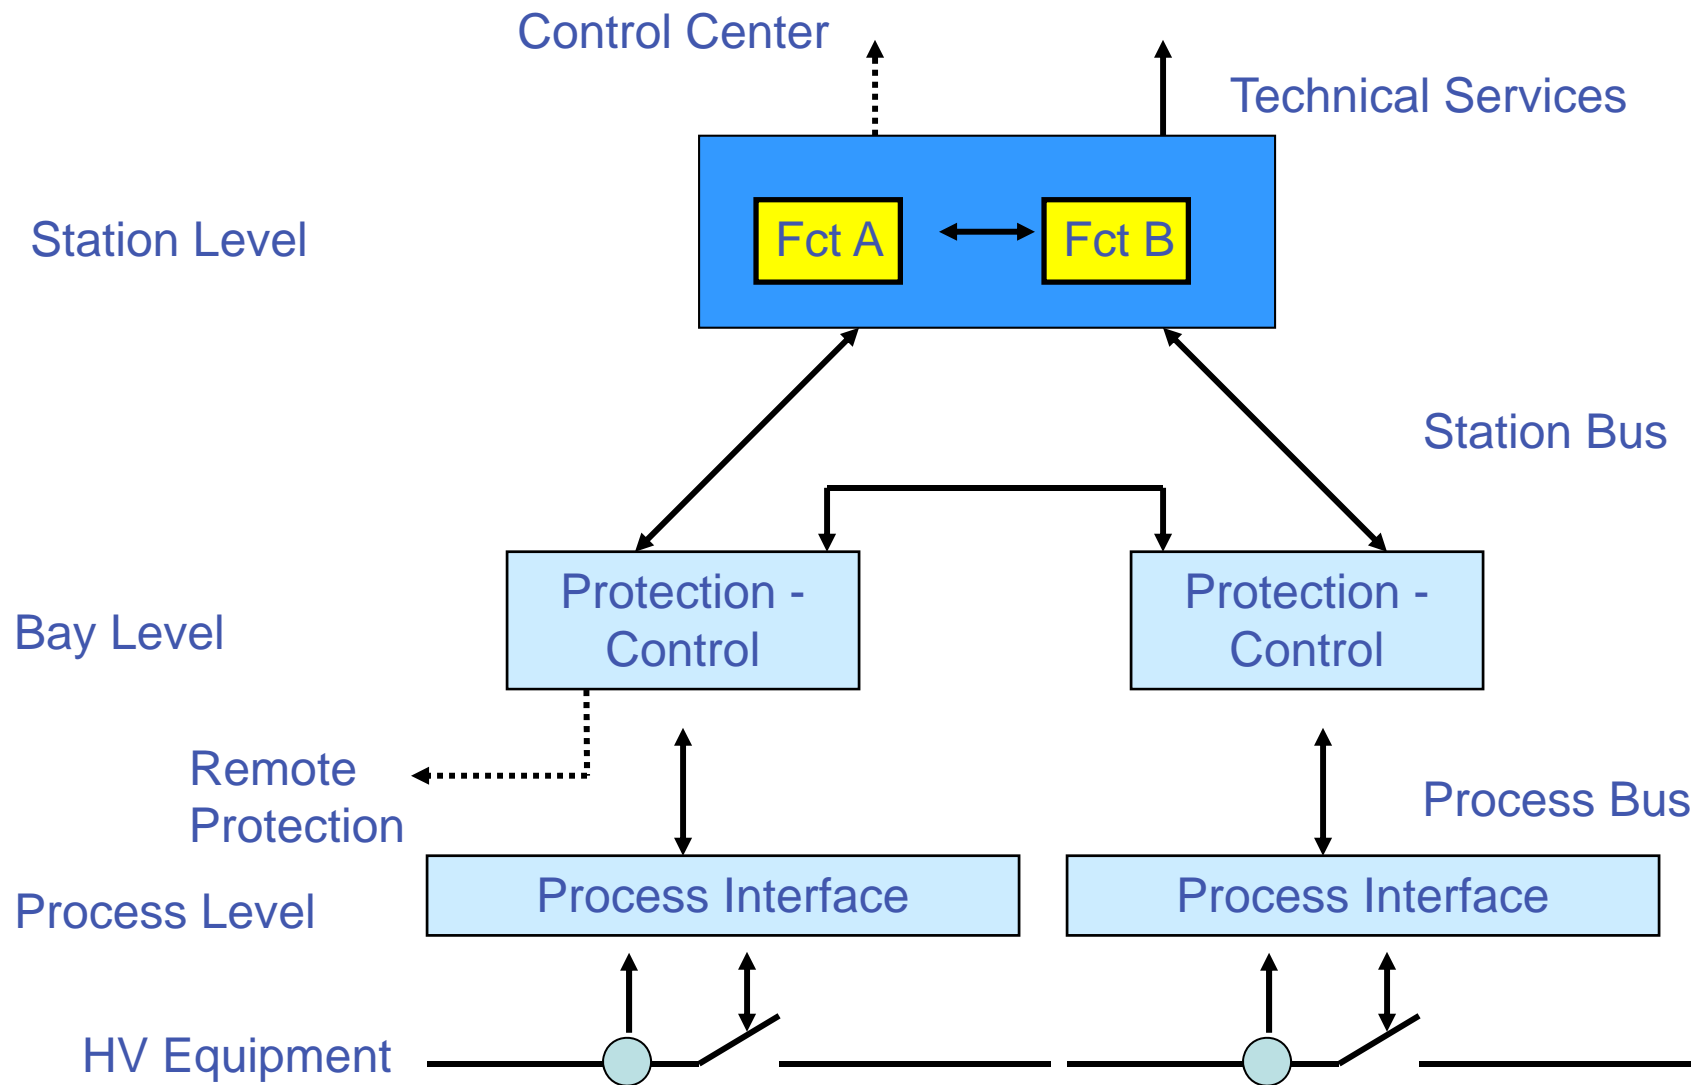 Control Center
Technical Services
Station Level
Fct A
Fct B
Station Bus
Protection -
Control
Protection -
Control
Bay Level
Remote
Protection
Process Bus
Process Interface
Process Interface
Process Level
HV Equipment